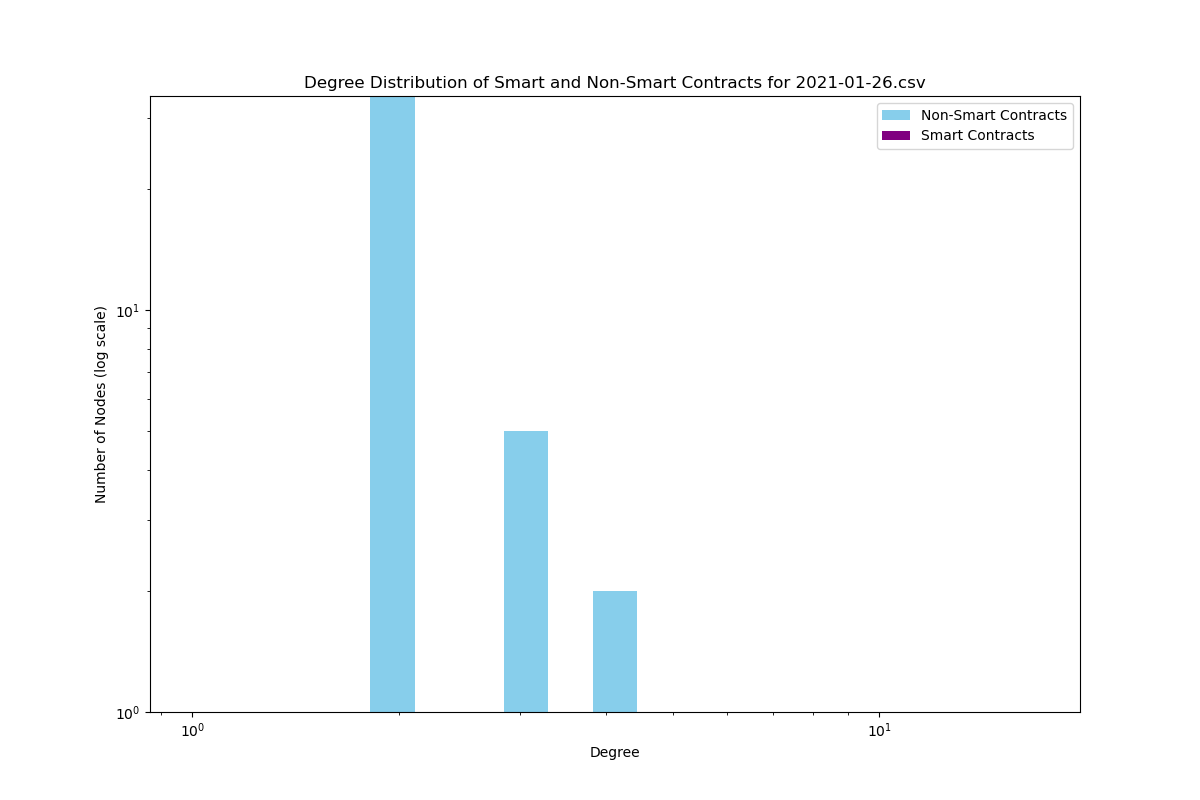 Degree Distribution of Smart and Non-Smart Contracts for 2021-01-26.csv
Non-Smart Contracts
Smart Contracts
Number of Nodes (log scale)
10¹
10⁰
10⁰ 10¹
Degree